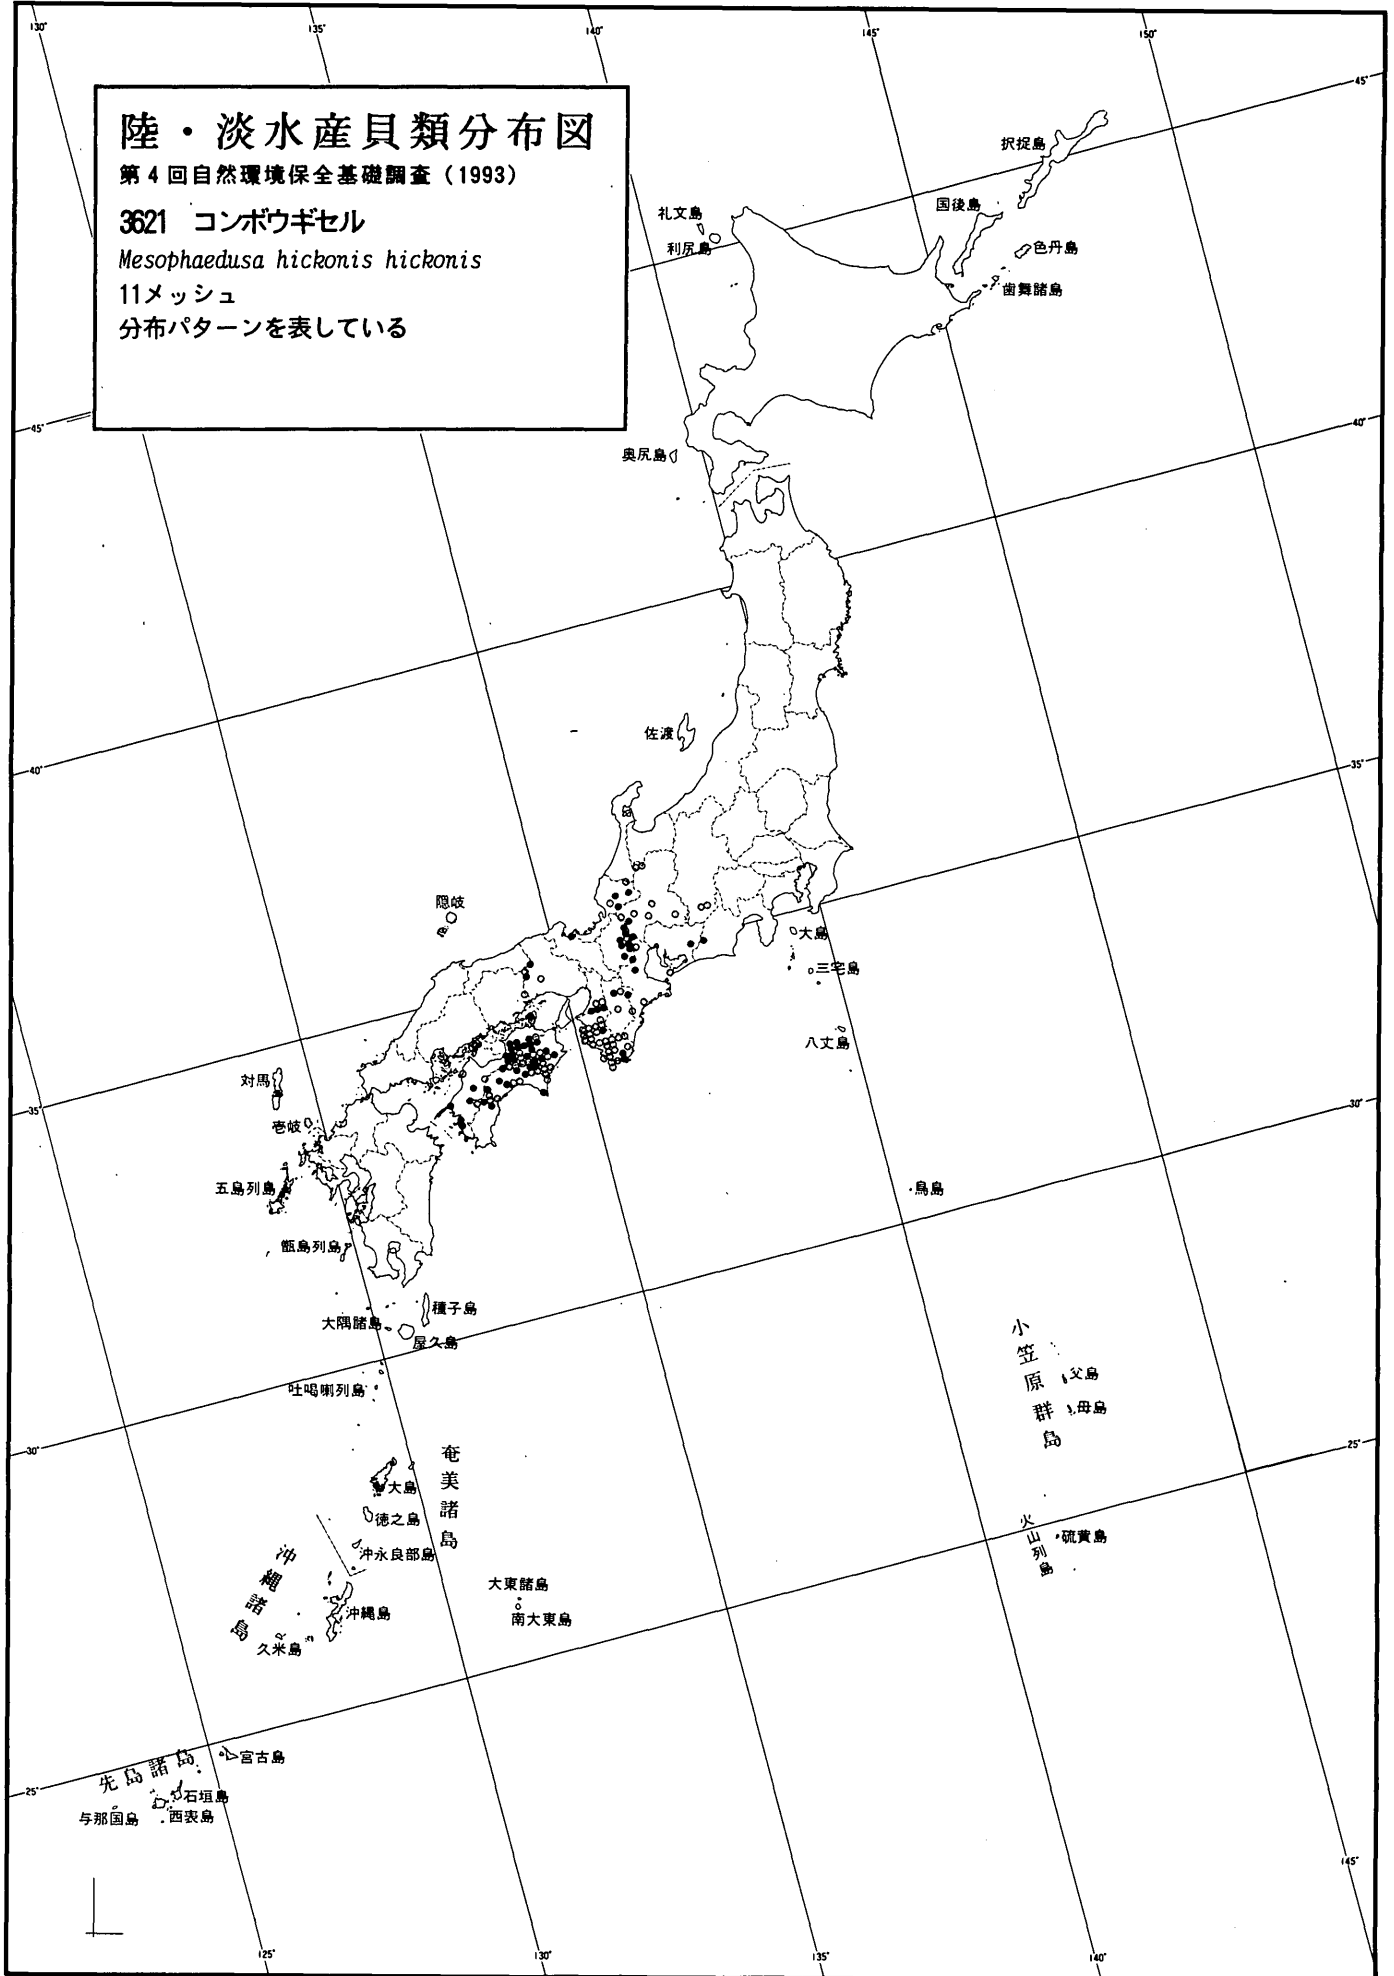 130°
135°
140°
145°
150°
45°
陸・淡水産貝類分布図
第4回自然環境保全基礎調査(1993)
3621 コンボウギセル
Mesophaedusa hickonis hickonis
11メッシュ
分布パターンを表している
択捉島
国後島
色丹島
歯舞諸島
礼文島
利尻島
奥尻島
45°
40°
佐渡
40°
35°
隠岐
大島
三宅島
八丈島
対馬
壱岐
35°
30°
五島列島
鳥島
甑島列島
種子島
大隅諸島
屋久島
吐噶喇列島
小笠原群島
父島
母島
30°
25°
奄美諸島
大島
徳之島
沖永良部島
火山列島
硫黄島
沖縄諸島
沖縄島
久米島
大東諸島
南大東島
先島諸島
宮古島
石垣島
西表島
与那国島
25°
145°
125°
130°
135°
140°